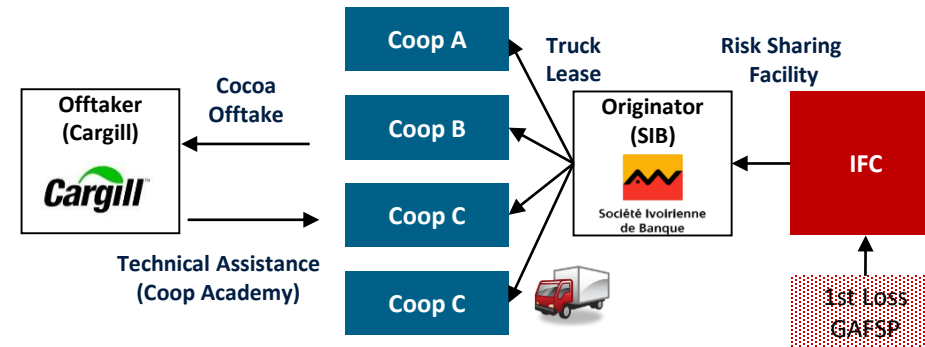 Offtaker
(Cargill)
Cargill™
Cocoa
Offtake
Technical Assistance
(Coop Academy)
Coop A
Coop B
Coop C
Coop C
Truck
Lease
Originator
(SIB)
Société Ivoirienne
de Banque
Risk Sharing
Facility
IFC
1st Loss
GAFSP